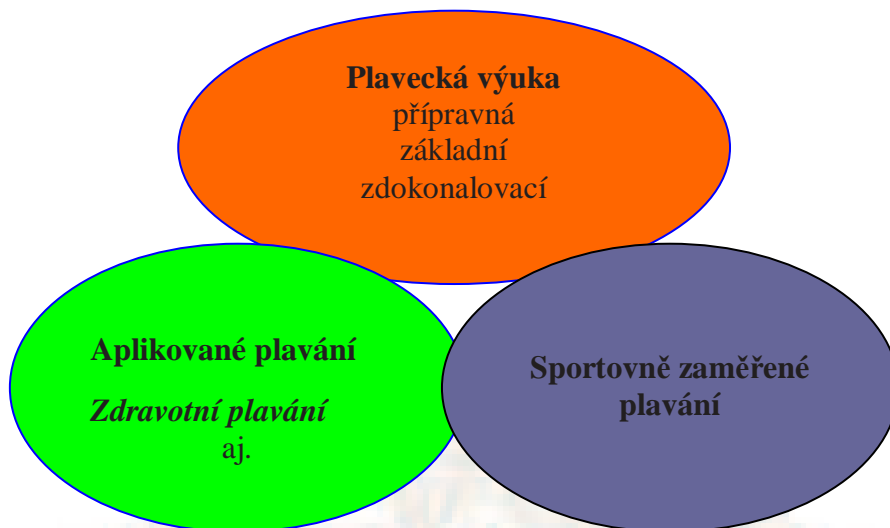 Plavecká výuka
přípravná
základní
zdokonalovací
Aplikované plavání
Zdravotní plavání
aj.
Sportovně zaměřené
plavání